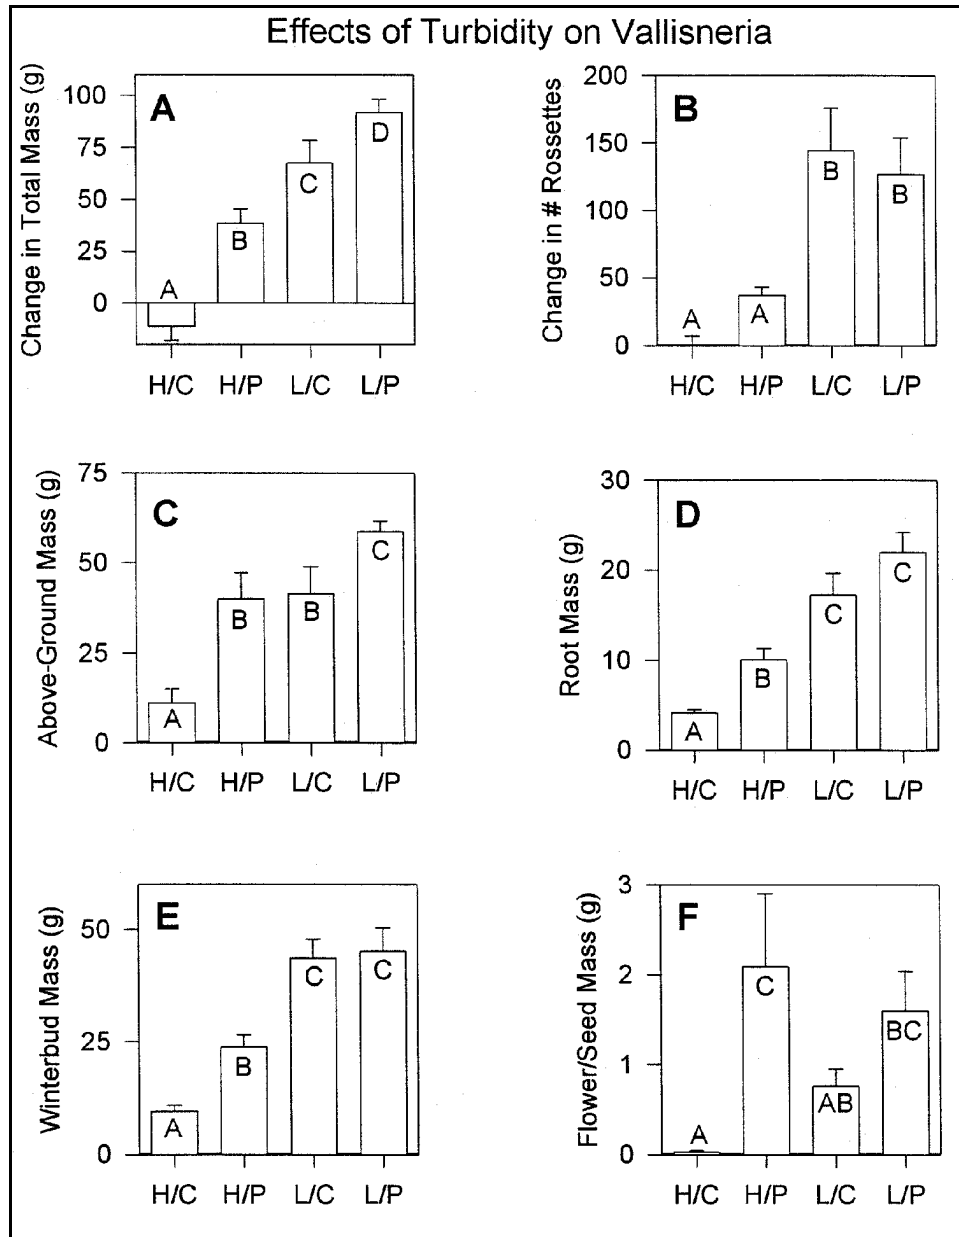 Effects of Turbidity on Vallisneria
A
Change in Total Mass (g)
100
75
50
25
0
A
B
C
D
H/C H/P L/C L/P
B
Change in # Rossettes
200
150
100
50
0
A
A
B
B
H/C H/P L/C L/P
C
Above-Ground Mass (g)
75
50
25
0
A
B
B
C
H/C H/P L/C L/P
D
Root Mass (g)
30
20
10
0
A
B
C
C
H/C H/P L/C L/P
E
Winterbud Mass (g)
50
25
0
A
B
C
C
H/C H/P L/C L/P
F
Flower/Seed Mass (g)
3
2
1
0
A
C
AB
BC
H/C H/P L/C L/P